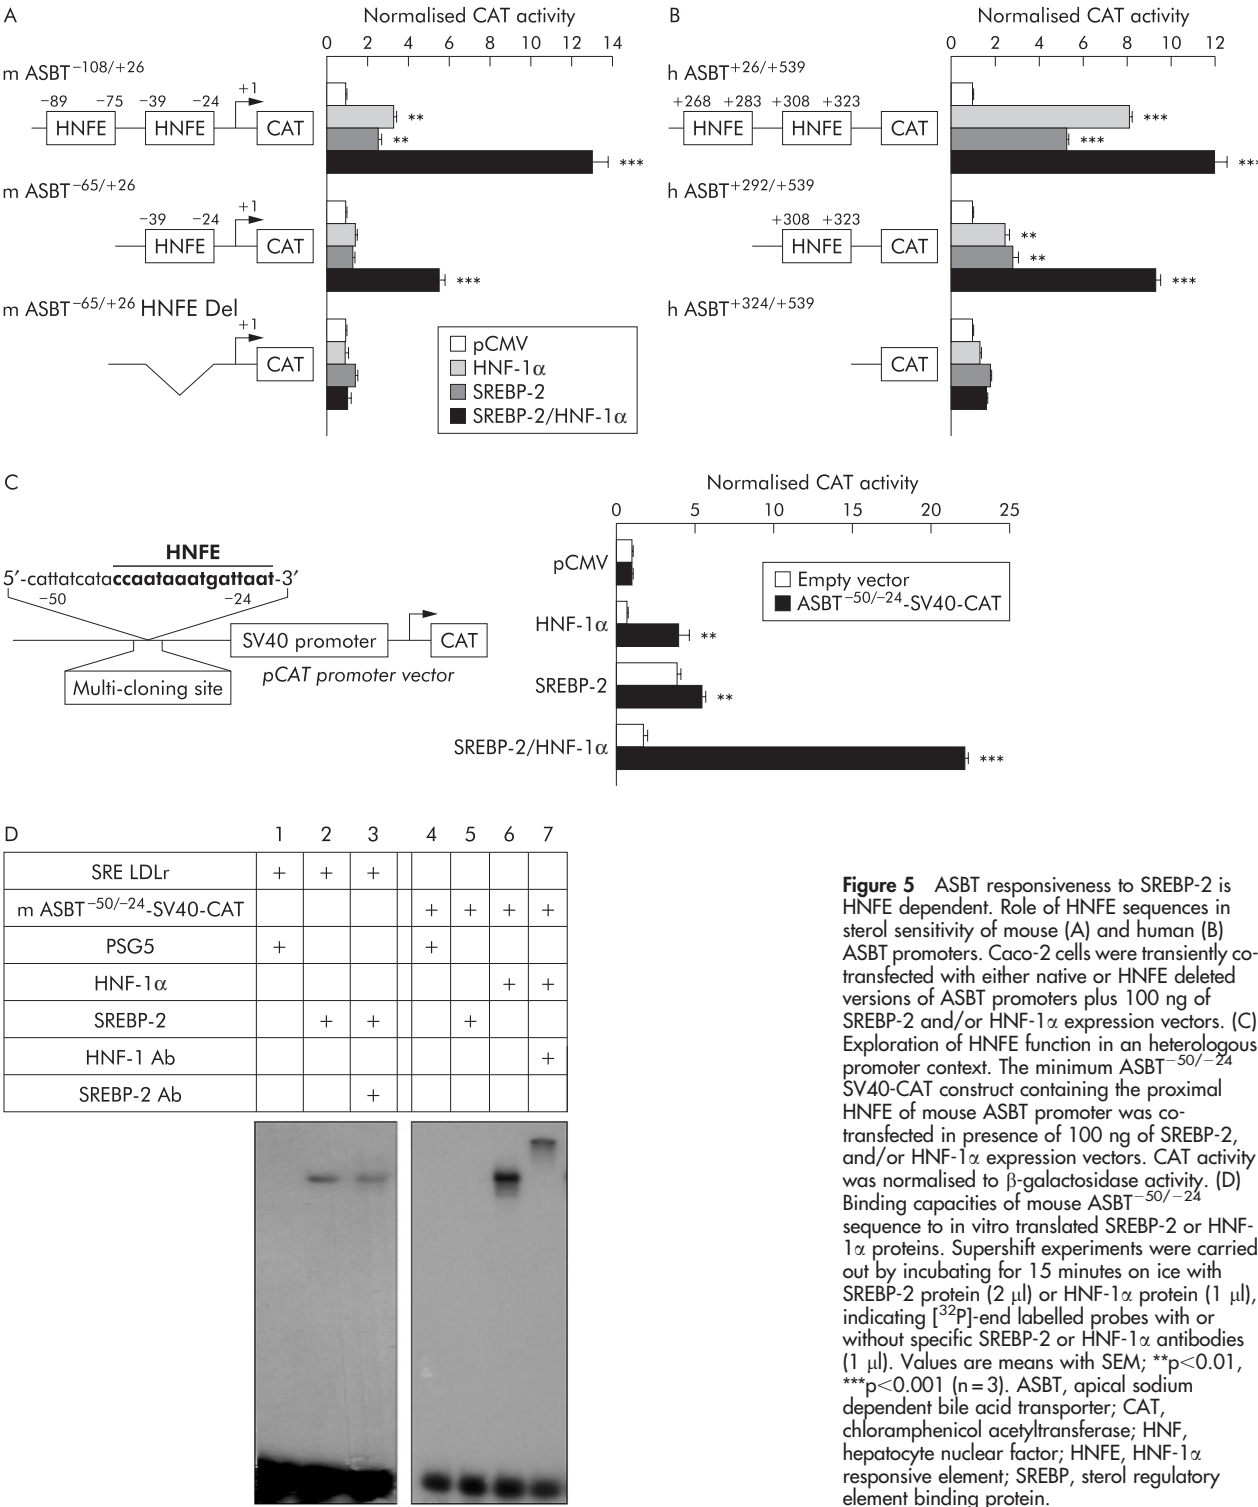 A
Normalised CAT activity
0 2 4 6 8 10 12 14
m ASBT−108/+26
−89 −75 −39 −24 +1
HNFE HNFE CAT
**
**
***
m ASBT−65/+26
−39 −24 +1
HNFE CAT
***
m ASBT−65/+26 HNFE Del
+1
CAT
pCMV
HNF-1α
SREBP-2
SREBP-2/HNF-1α
B
Normalised CAT activity
0 2 4 6 8 10 12
h ASBT+26/+539
+268 +283 +308 +323
HNFE HNFE CAT
***
***
***
h ASBT+292/+539
+308 +323
HNFE CAT
**
**
***
h ASBT+324/+539
CAT
C
Normalised CAT activity
0 5 10 15 20 25
HNFE
5′-cattatcataccaataaatgattaat-3′
−50 −24
SV40 promoter CAT
Multi-cloning site
pCAT promoter vector
pCMV
HNF-1α **
SREBP-2 **
SREBP-2/HNF-1α ***
Empty vector
ASBT−50/−24-SV40-CAT
D 1 2 3 4 5 6 7
SRE LDLr + + +
m ASBT−50/−24-SV40-CAT + + + +
PSG5 + +
HNF-1α + +
SREBP-2 + + +
HNF-1 Ab +
SREBP-2 Ab +
Figure 5 ASBT responsiveness to SREBP-2 is
HNFE dependent. Role of HNFE sequences in
sterol sensitivity of mouse (A) and human (B)
ASBT promoters. Caco-2 cells were transiently co-
transfected with either native or HNFE deleted
versions of ASBT promoters plus 100 ng of
SREBP-2 and/or HNF-1α expression vectors. (C)
Exploration of HNFE function in an heterologous
promoter context. The minimum ASBT−50/−24
SV40-CAT construct containing the proximal
HNFE of mouse ASBT promoter was co-
transfected in presence of 100 ng of SREBP-2,
and/or HNF-1α expression vectors. CAT activity
was normalised to β-galactosidase activity. (D)
Binding capacities of mouse ASBT−50/−24
sequence to in vitro translated SREBP-2 or HNF-
1α proteins. Supershift experiments were carried
out by incubating for 15 minutes on ice with
SREBP-2 protein (2 μl) or HNF-1α protein (1 μl),
indicating [32P]-end labelled probes with or
without specific SREBP-2 or HNF-1α antibodies
(1 μl). Values are means with SEM; **p<0.01,
***p<0.001 (n = 3). ASBT, apical sodium
dependent bile acid transporter; CAT,
chloramphenicol acetyltransferase; HNF,
hepatocyte nuclear factor; HNFE, HNF-1α
responsive element; SREBP, sterol regulatory
element binding protein.